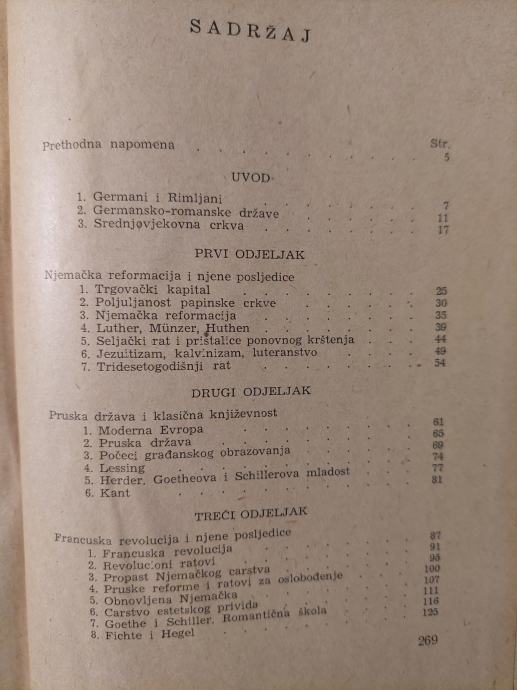 SADRŽAJ
Str.
Prethodna napomena . . . . . . . . 5
UVOD
1. Germani i Rimljani . . . . . . 7
2. Germansko-romanske države . . . . . 11
3. Srednjovjekovna crkva . . . . . 17
PRVI ODJELJAK
Njemačka reformacija i njene posljedice
1. Trgovački kapital . . . . . . 25
2. Poljuljanost papinske crkve . . . . . 30
3. Njemačka reformacija . . . . . 35
4. Luther, Münzer, Huthen . . . . . 39
5. Seljački rat i pristalice ponovnog krštenja . . . 44
6. Jezuitizam, kalvinizam, luteranstvo . . . . 49
7. Tridesetogodišnji rat . . . . . 54
DRUGI ODJELJAK
Pruska država i klasična književnost
1. Moderna Evropa . . . . . . 61
2. Pruska država . . . . . . 65
3. Počeci građanskog obrazovanja . . . . 69
4. Lessing . . . . . . . 74
5. Herder, Goetheova i Schillerova mladost . . . 77
6. Kant . . . . . . . 81
TREĆI ODJELJAK
Francuska revolucija i njene posljedice
1. Francuska revolucija . . . . . 87
2. Revolucioni ratovi . . . . . 91
3. Propast Njemačkog carstva . . . . 95
4. Pruske reforme i ratovi za oslobođenje . . . 100
5. Obnovljena Njemačka . . . . . 107
6. Carstvo estetskog privida . . . . 111
7. Goethe i Schiller. Romantična škola . . . 116
8. Fichte i Hegel . . . . . . 125
269